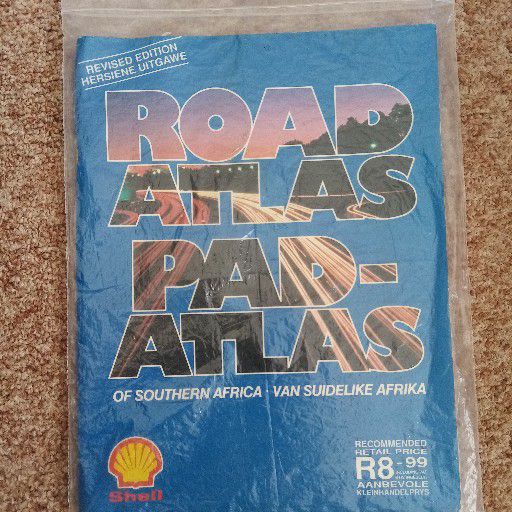 REVISED EDITION
HERSIENE UITGAWE
ROAD
ATLAS
PAD-
ATLAS
OF SOUTHERN AFRICA · VAN SUIDELIKE AFRIKA
Shell
RECOMMENDED
RETAIL PRICE
R8-99
AANBEVOLE
KLEINHANDELPRYS